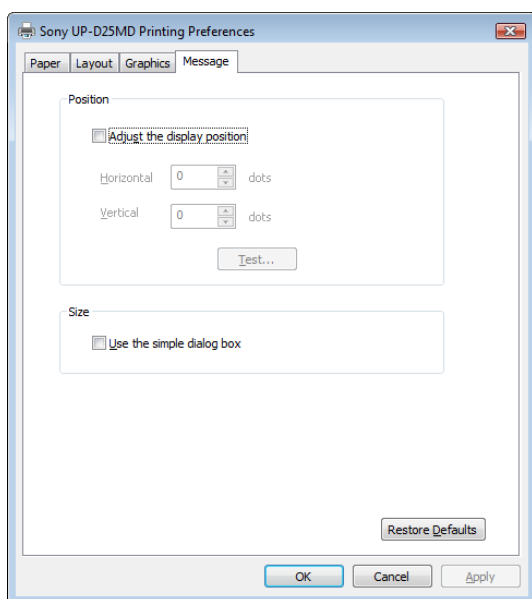 Sony UP-D25MD Printing Preferences
Paper Layout Graphics Message
Position
Adjust the display position
Horizontal 0 dots
Vertical 0 dots
Test...
Size
Use the simple dialog box
Restore Defaults
OK Cancel Apply